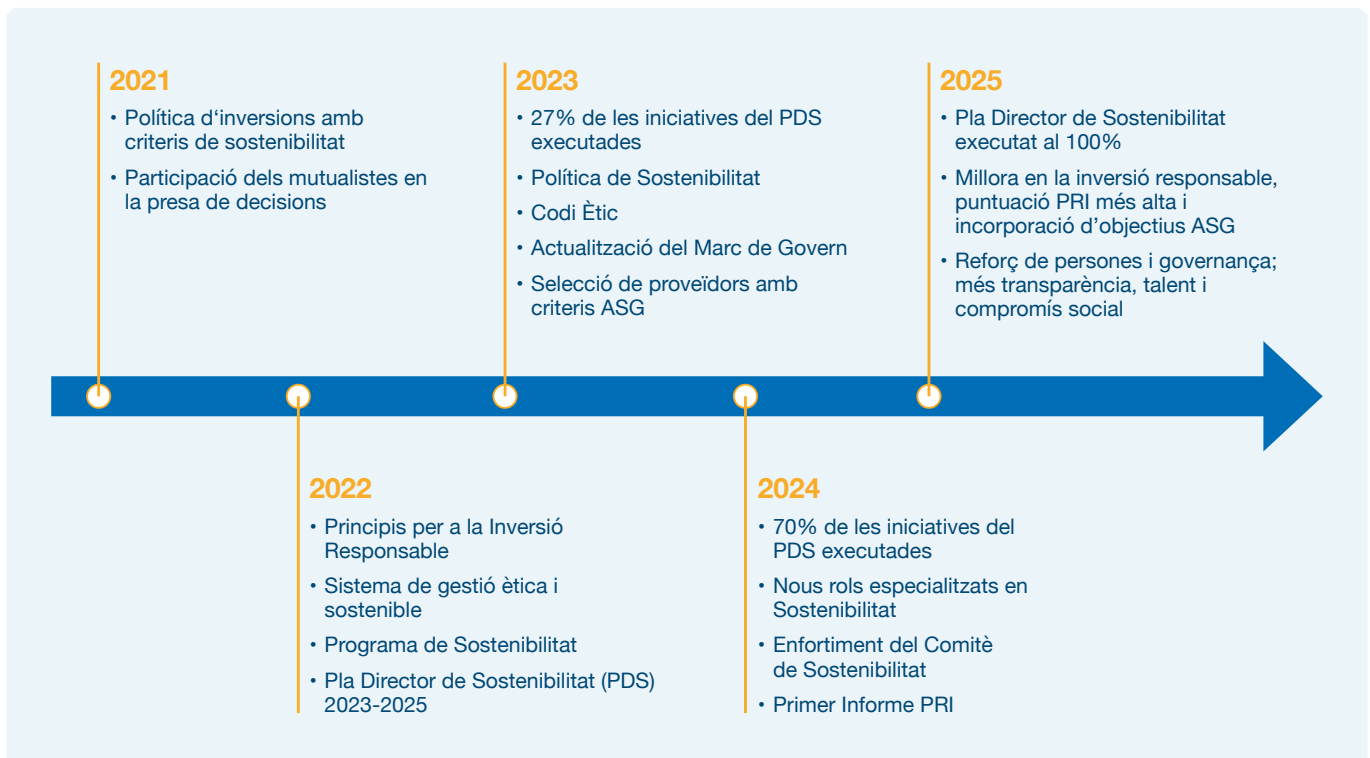 2021
• Política d‘inversions amb
criteris de sostenibilitat
• Participació dels mutualistes en
la presa de decisions
2022
• Principis per a la Inversió
Responsable
• Sistema de gestió ètica i
sostenible
• Programa de Sostenibilitat
• Pla Director de Sostenibilitat (PDS)
2023-2025
2023
• 27% de les iniciatives del PDS
executades
• Política de Sostenibilitat
• Codi Ètic
• Actualització del Marc de Govern
• Selecció de proveïdors amb
criteris ASG
2024
• 70% de les iniciatives del
PDS executades
• Nous rols especialitzats en
Sostenibilitat
• Enfortiment del Comitè
de Sostenibilitat
• Primer Informe PRI
2025
• Pla Director de Sostenibilitat
executat al 100%
• Millora en la inversió responsable,
puntuació PRI més alta i
incorporació d’objectius ASG
• Reforç de persones i governança;
més transparència, talent i
compromís social